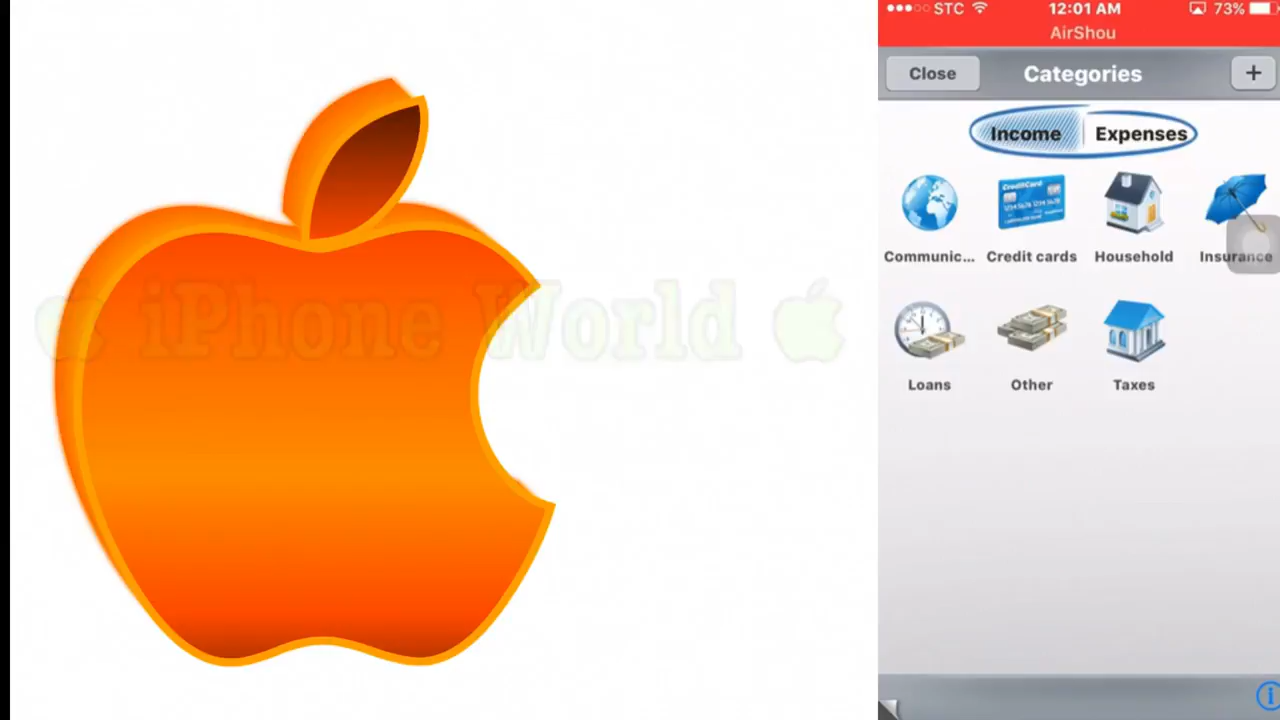 iPhone World
STC 12:01 AM 73%
AirShou
Close Categories +
Income Expenses
Communic... Credit cards Household Insurance
Loans Other Taxes